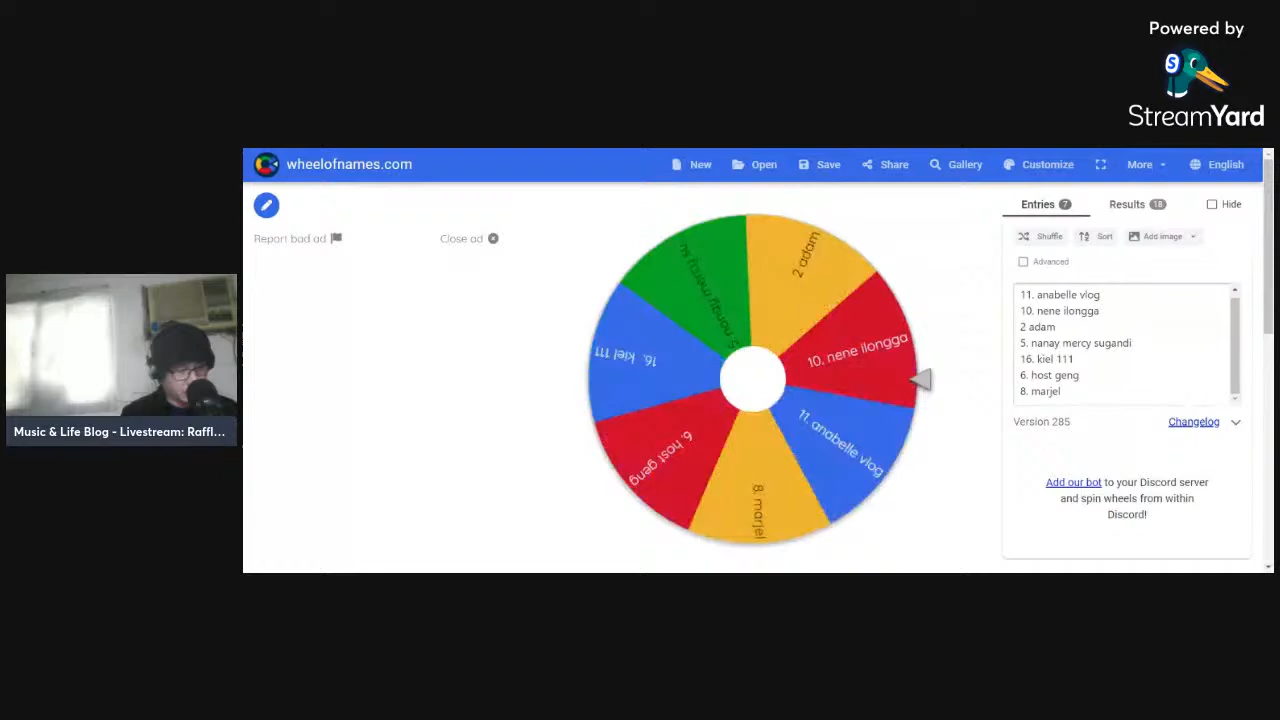 Powered by
StreamYard
wheelofnames.com
New
Open
Save
Share
Gallery
Customize
More
English
Report bad ad
Close ad
Entries 7
Results 18
Hide
Shuffle
Sort
Add image
Advanced
11. anabelle vlog
10. nene ilongga
2 adam
5. nanay mercy sugandi
16. kiel 111
6. host geng
8. marjel
Version 285
Changelog
Add our bot to your Discord server
and spin wheels from within
Discord!
2 adam
10. nene ilongga
11. anabelle vlog
8. marjel
6. host geng
16. kiel 111
5 nanay mercy su
Music & Life Blog - Livestream: Raffl...